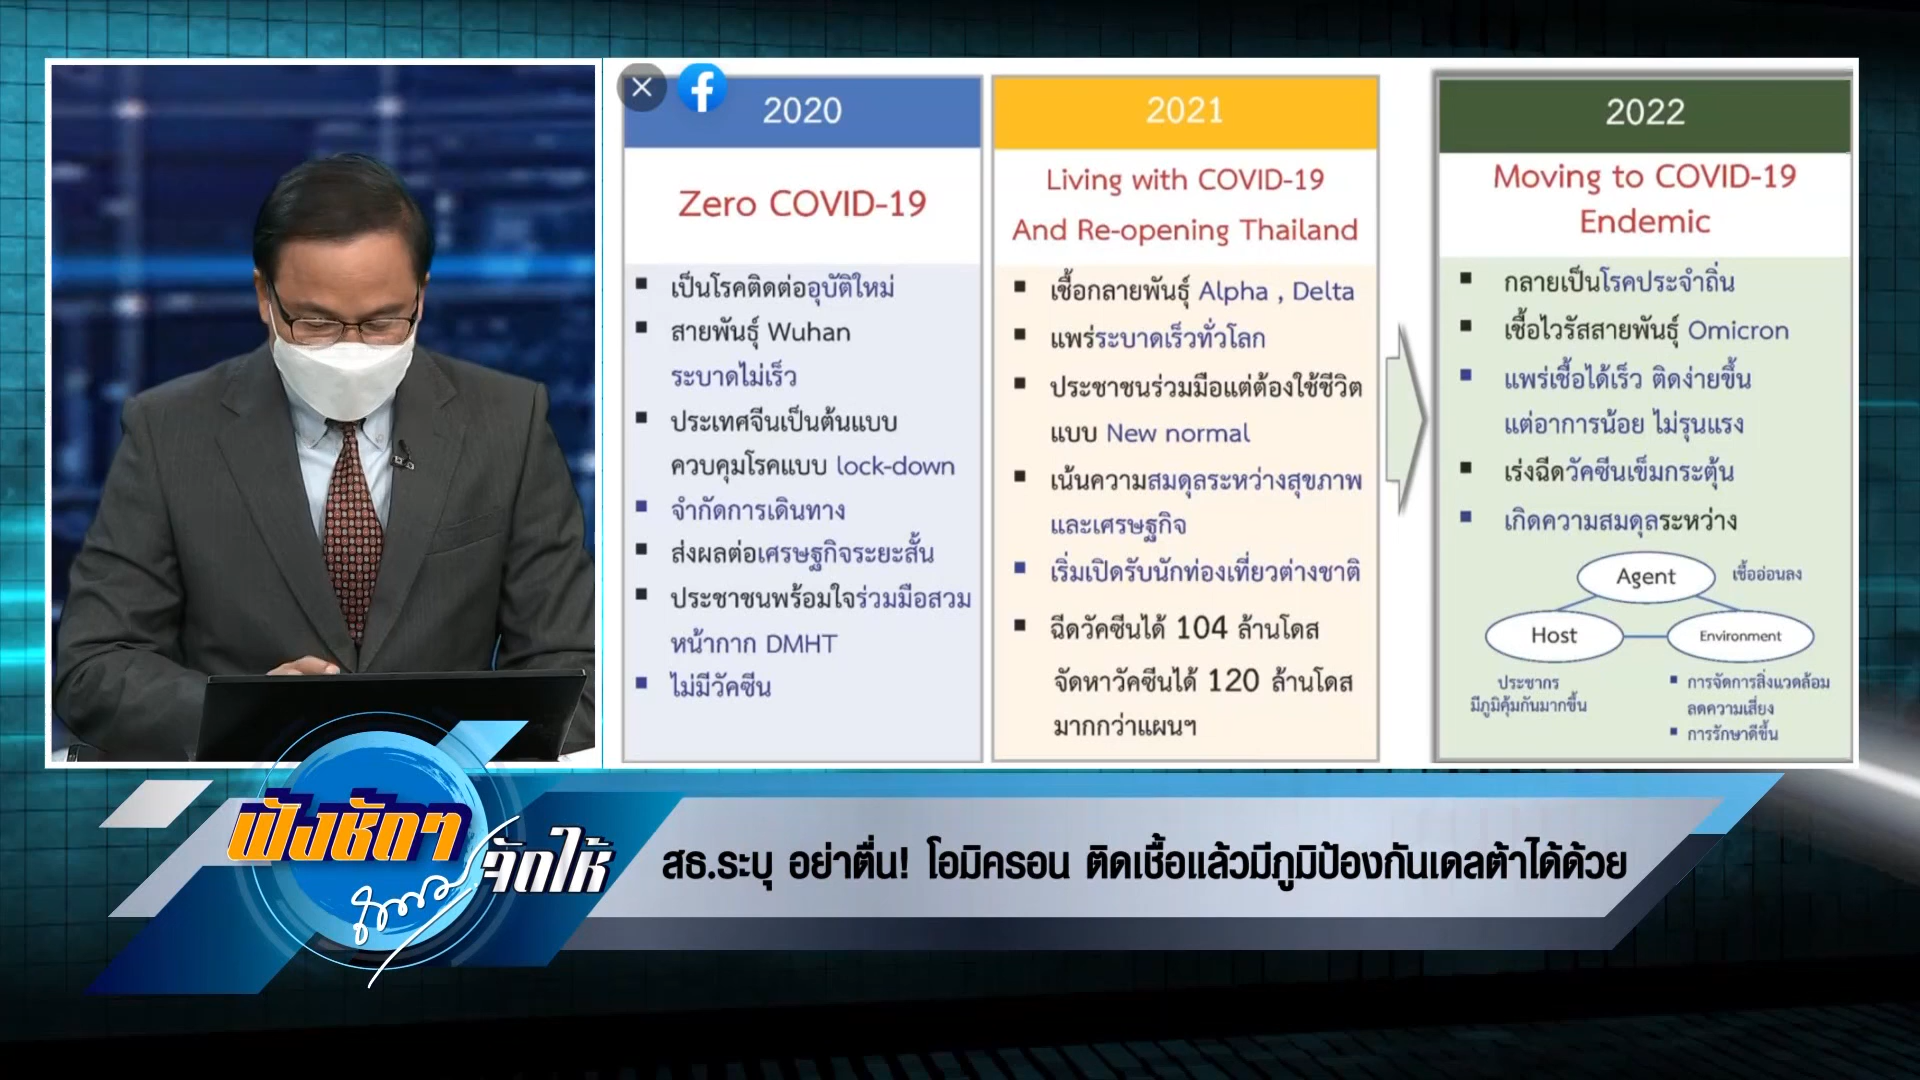 2020
Zero COVID-19
เป็นโรคติดต่ออุบัติใหม่
สายพันธุ์ Wuhan
ระบาดไม่เร็ว
ประเทศจีนเป็นต้นแบบ
ควบคุมโรคแบบ lock-down
จำกัดการเดินทาง
ส่งผลต่อเศรษฐกิจระยะสั้น
ประชาชนพร้อมใจร่วมมือสวม
หน้ากาก DMHT
ไม่มีวัคซีน
2021
Living with COVID-19
And Re-opening Thailand
เชื้อกลายพันธุ์ Alpha , Delta
แพร่ระบาดเร็วทั่วโลก
ประชาชนร่วมมือแต่ต้องใช้ชีวิต
แบบ New normal
เน้นความสมดุลระหว่างสุขภาพ
และเศรษฐกิจ
เริ่มเปิดรับนักท่องเที่ยวต่างชาติ
ฉีดวัคซีนได้ 104 ล้านโดส
จัดหาวัคซีนได้ 120 ล้านโดส
มากกว่าแผนฯ
2022
Moving to COVID-19
Endemic
กลายเป็นโรคประจำถิ่น
เชื้อไวรัสสายพันธุ์ Omicron
แพร่เชื้อได้เร็ว ติดง่ายขึ้น
แต่อาการน้อย ไม่รุนแรง
เร่งฉีดวัคซีนเข็มกระตุ้น
เกิดความสมดุลระหว่าง
Agent
เชื้ออ่อนลง
Host
Environment
ประชากร
มีภูมิคุ้มกันมากขึ้น
การจัดการสิ่งแวดล้อม
ลดความเสี่ยง
การรักษาดีขึ้น
ฟังชัดๆ
จัดให้
สธ.ระบุ อย่าตื่น! โอมิครอน ติดเชื้อแล้วมีภูมิป้องกันเดลต้าได้ด้วย